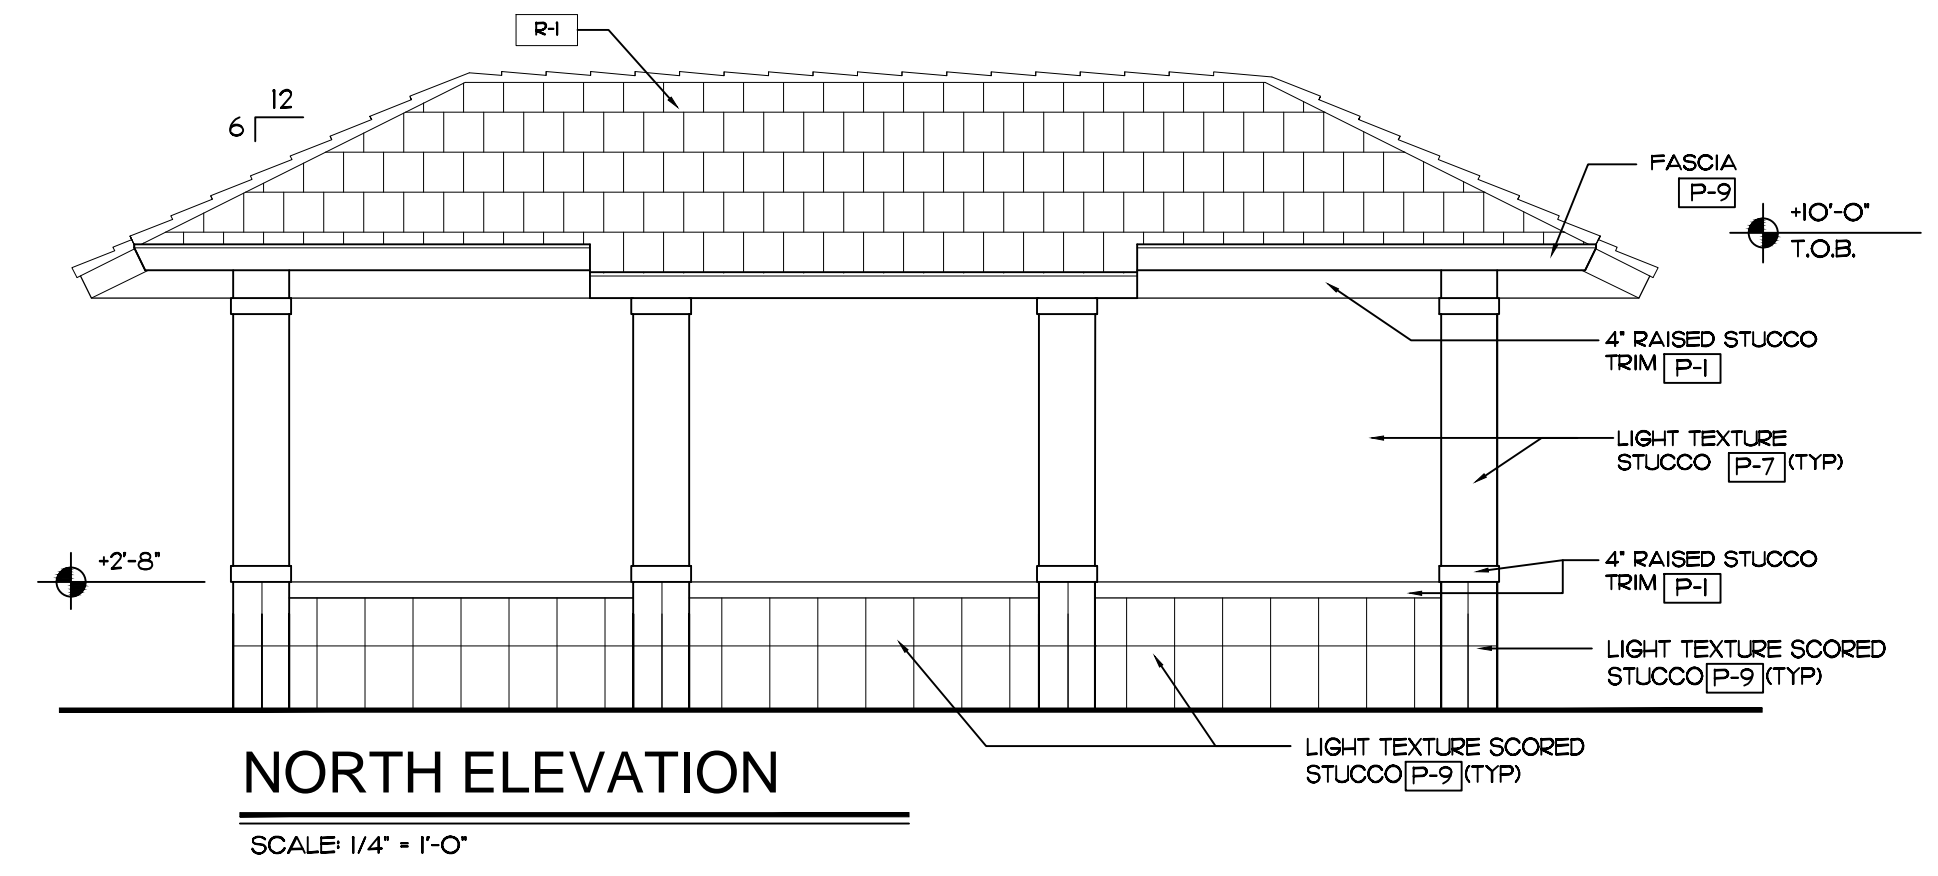 R-1
12
6
FASCIA
P-9
+10'-0"
T.O.B.
4" RAISED STUCCO
TRIM P-1
LIGHT TEXTURE
STUCCO P-7 (TYP)
+2'-8"
4" RAISED STUCCO
TRIM P-1
LIGHT TEXTURE SCORED
STUCCO P-9 (TYP)
LIGHT TEXTURE SCORED
STUCCO P-9 (TYP)
NORTH ELEVATION
SCALE: 1/4" = 1'-0"